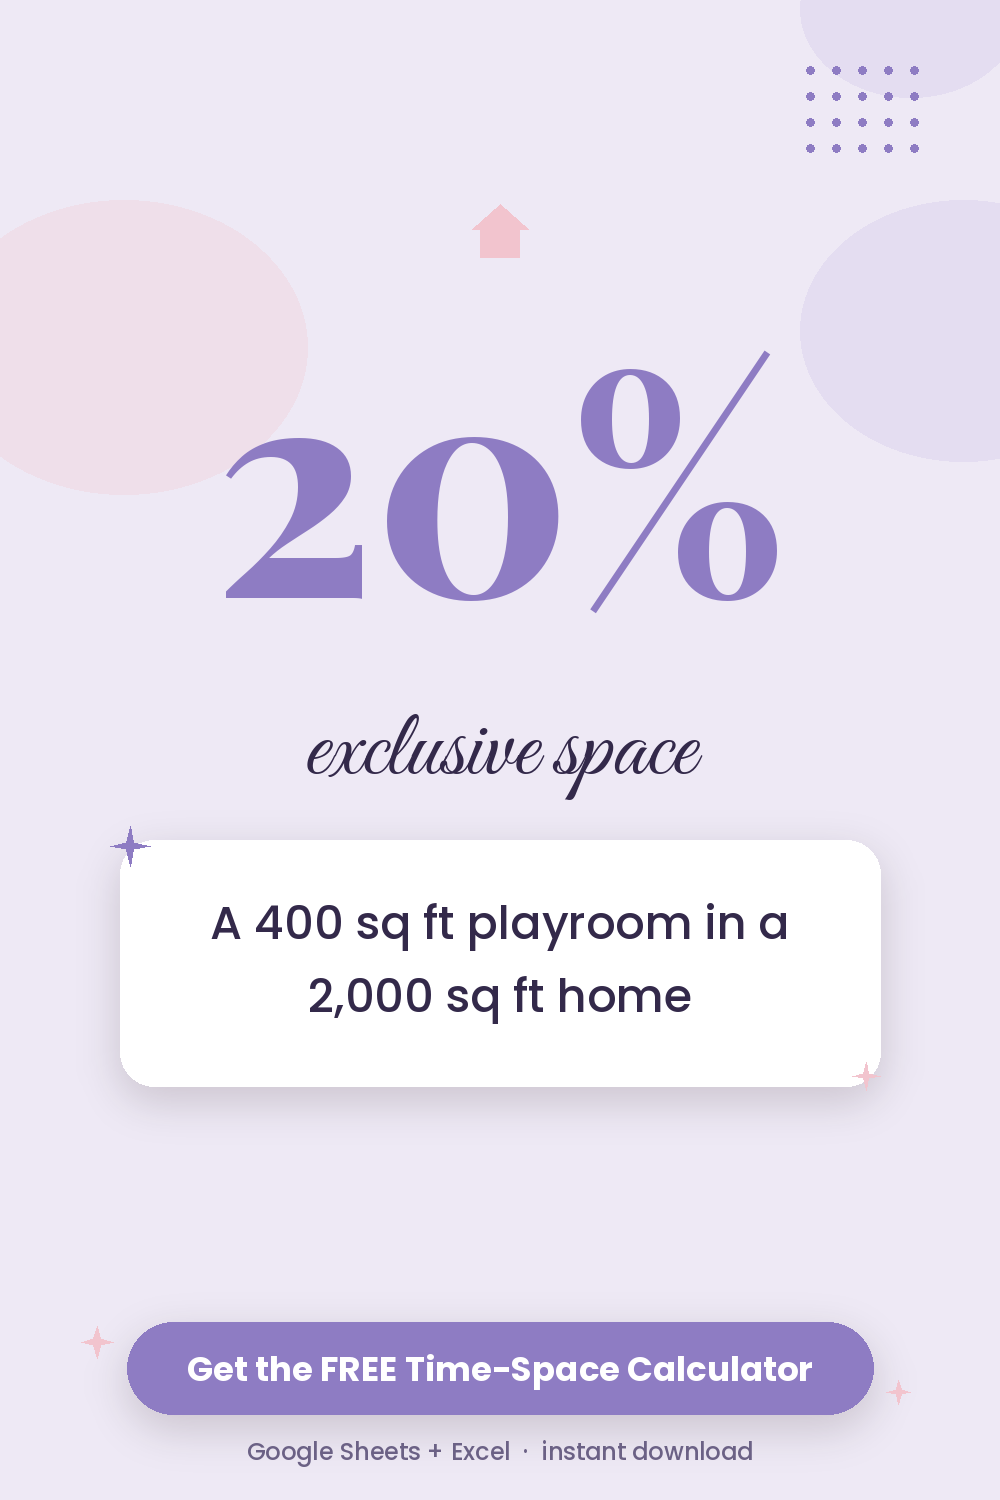 20%
exclusive space
A 400 sq ft playroom in a
2,000 sq ft home
Get the FREE Time-Space Calculator
Google Sheets + Excel · instant download